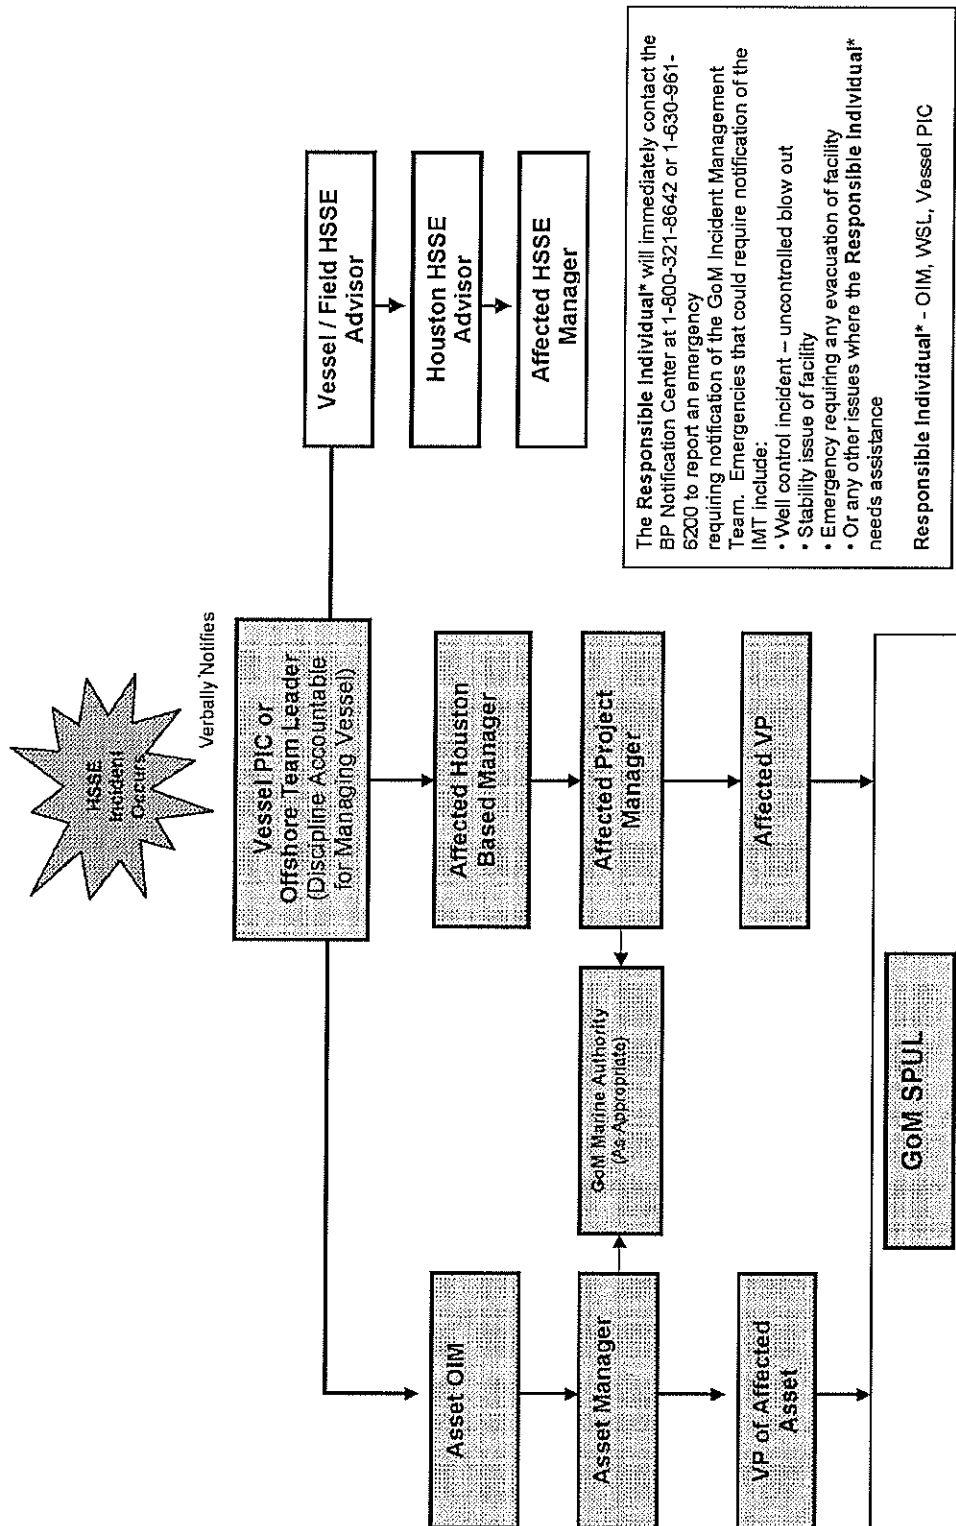 HSSE
Incident
Occurs
Verbally Notifies
Vessel PIC or
Offshore Team Leader
(Discipline Accountable
for Managing Vessel)
Vessel / Field HSSE
Advisor
Houston HSSE
Advisor
Affected HSSE
Manager
Asset OIM
Affected Houston
Based Manager
Asset Manager
GoM Marine Authority
(As Appropriate)
Affected Project
Manager
VP of Affected
Asset
Affected VP
GoM SPUL
The Responsible Individual* will immediately contact the
BP Notification Center at 1-800-321-8642 or 1-630-961-
6200 to report an emergency
requiring notification of the GoM Incident Management
Team. Emergencies that could require notification of the
IMT include:
• Well control incident – uncontrolled blow out
• Stability issue of facility
• Emergency requiring any evacuation of facility
• Or any other issues where the Responsible Individual*
needs assistance
Responsible Individual* - OIM, WSL, Vessel PIC